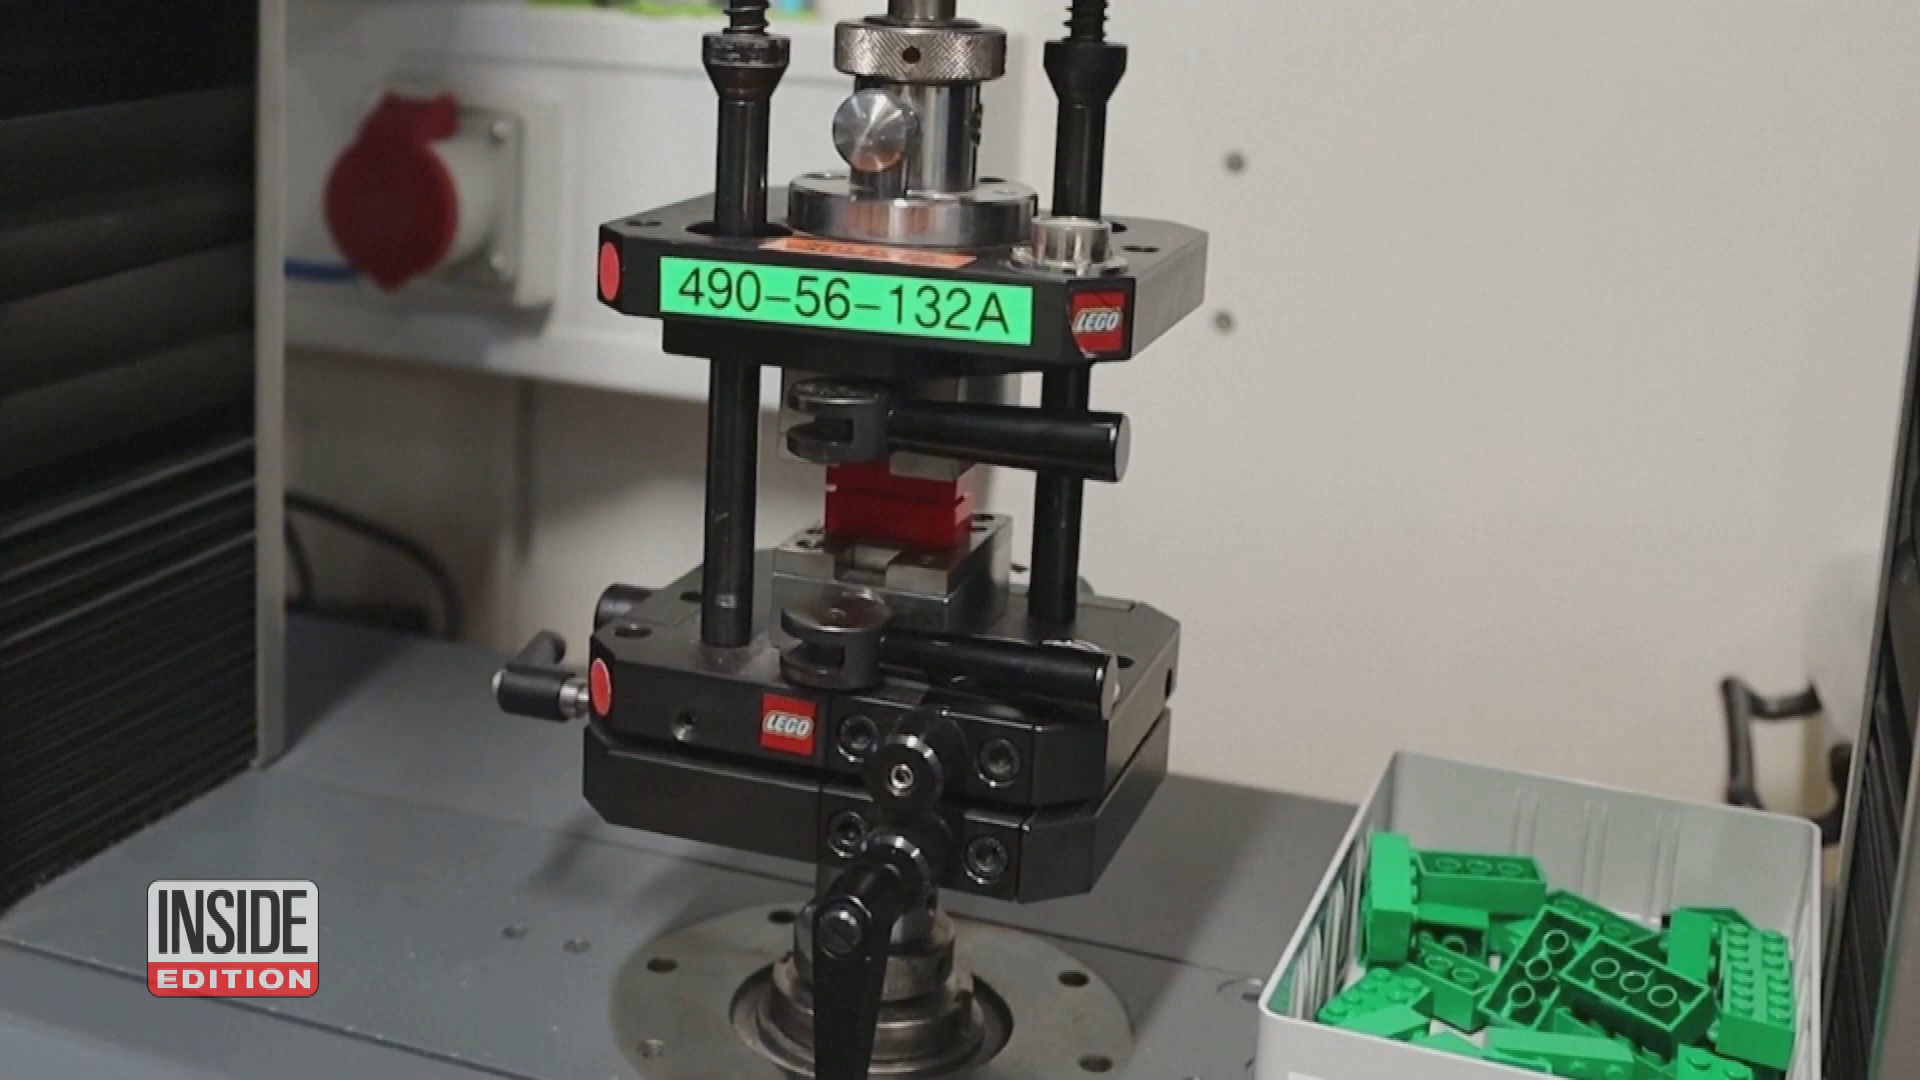 490-56-132A
LEGO
LEGO
INSIDE
EDITION